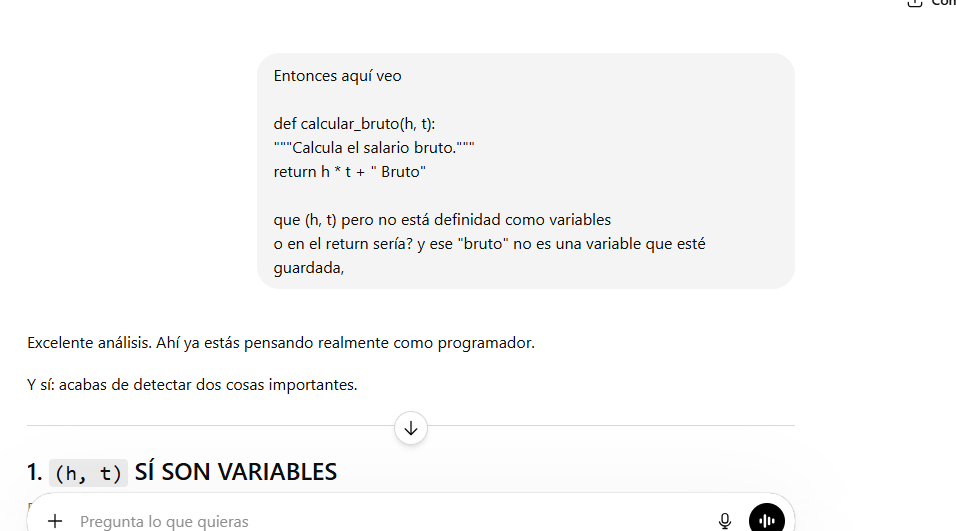 Entonces aquí veo
def calcular_bruto(h, t):
"""Calcula el salario bruto."""
return h * t + " Bruto"
que (h, t) pero no está definidad como variables
o en el return sería? y ese "bruto" no es una variable que esté
guardada,
Excelente análisis. Ahí ya estás pensando realmente como programador.
Y sí: acabas de detectar dos cosas importantes.
1. (h, t) SÍ SON VARIABLES
Pregunta lo que quieras